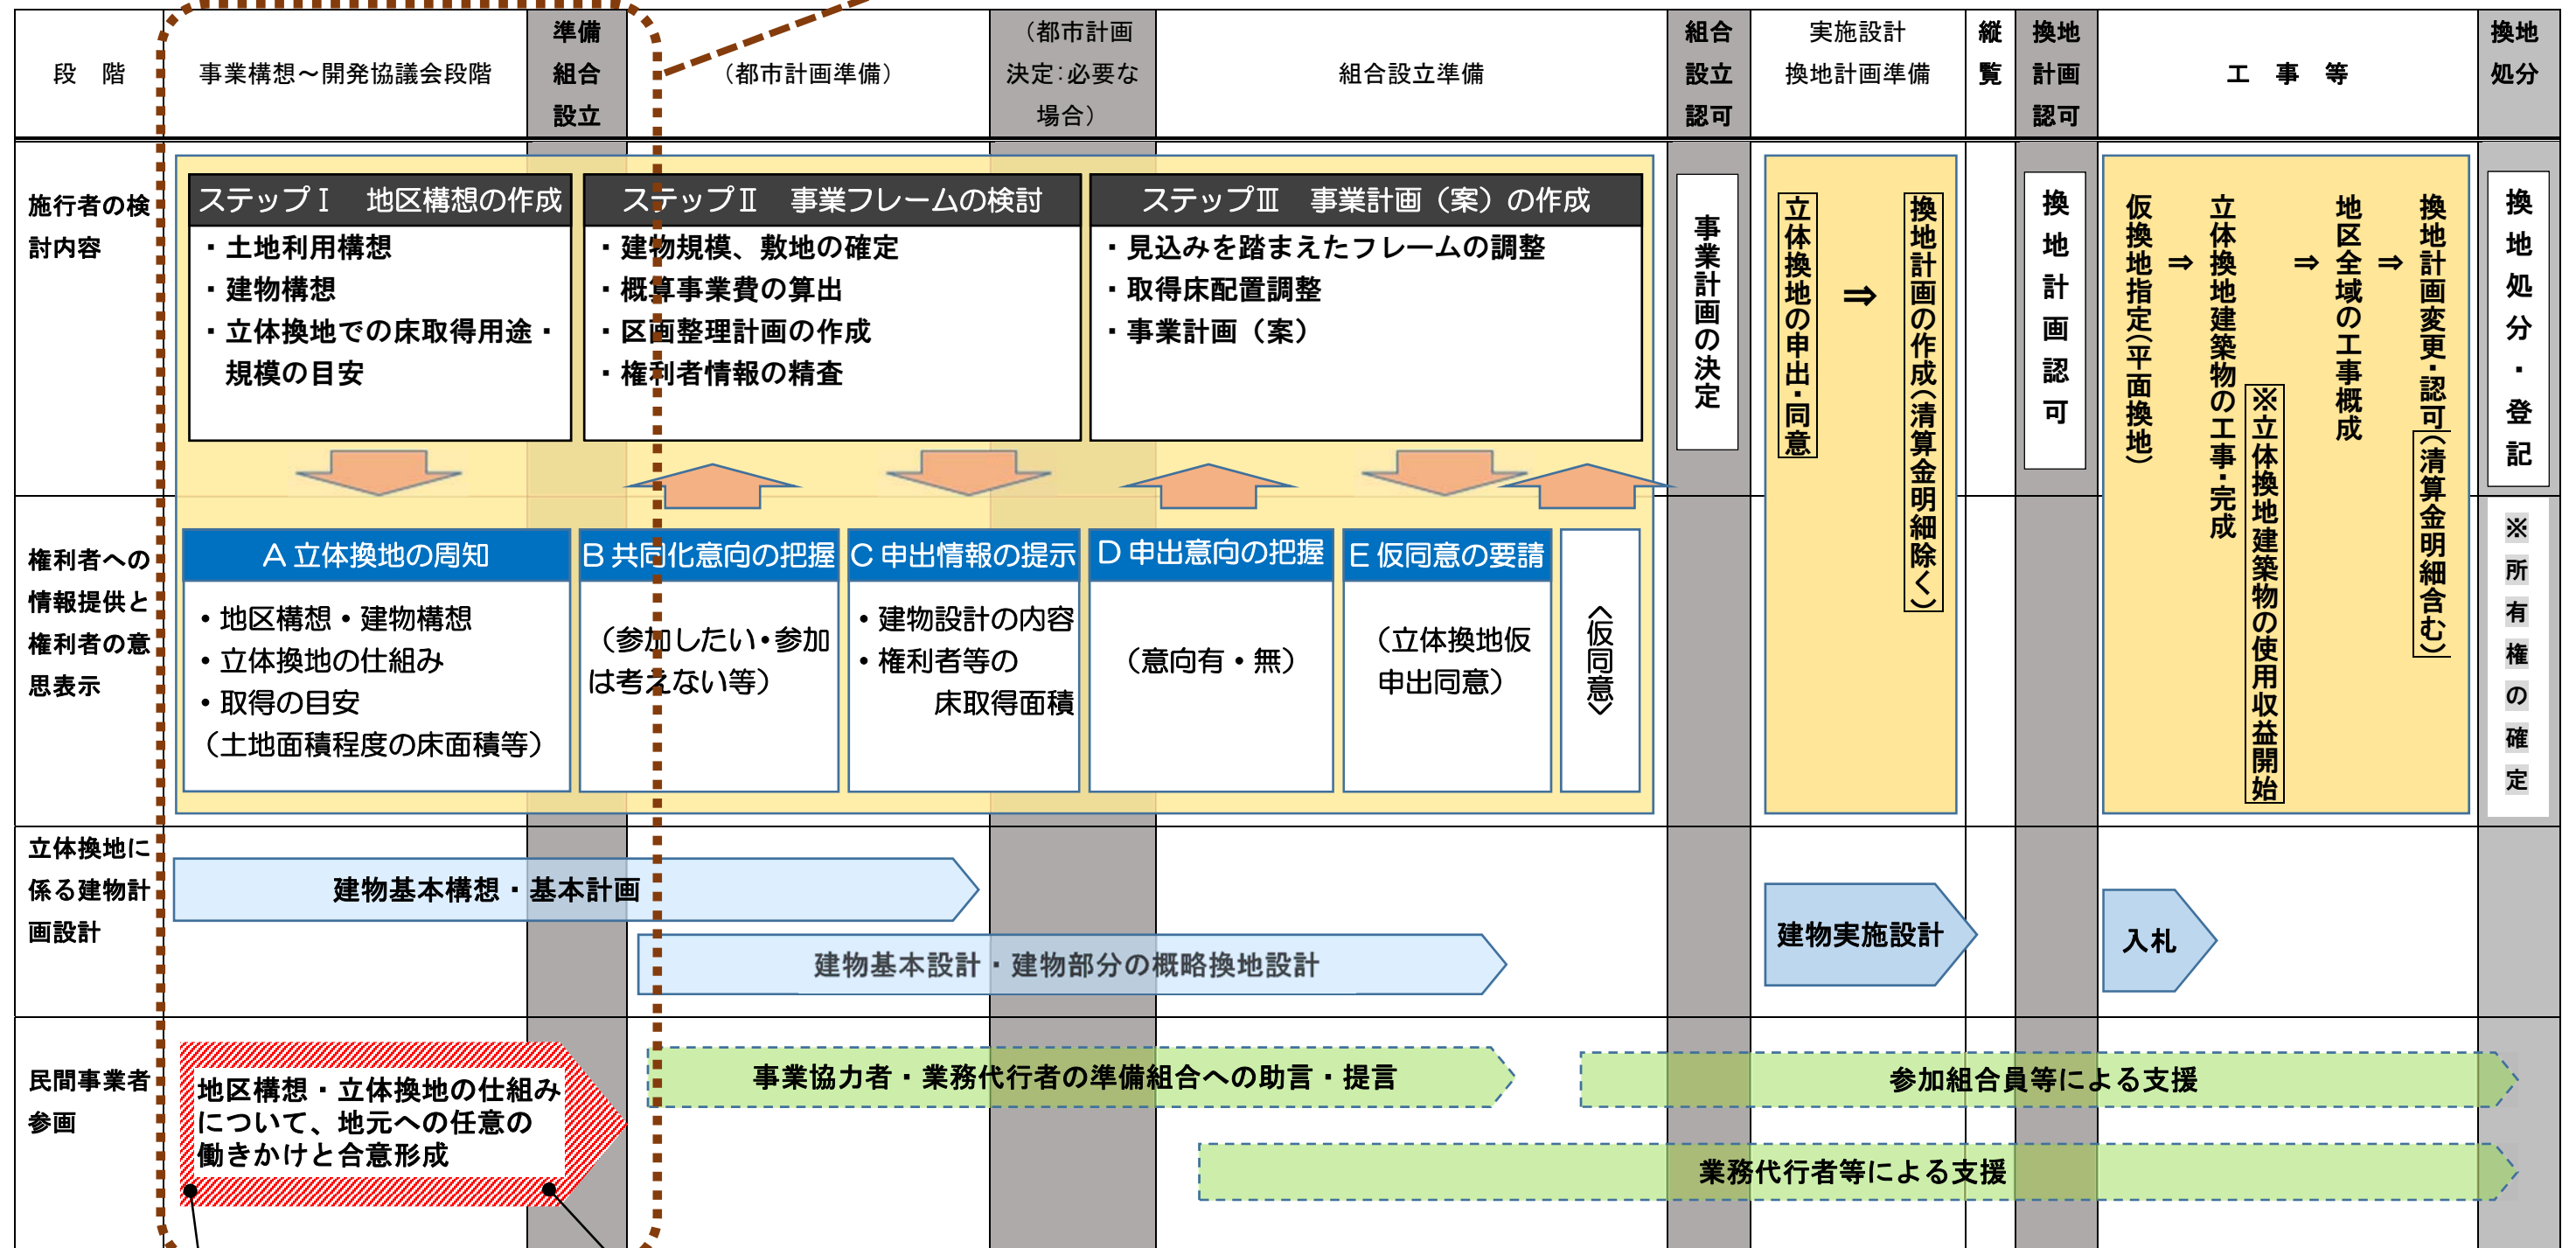 段　階
事業構想～開発協議会段階
準備
組合
設立
（都市計画準備）
（都市計画
決定：必要な
場合）
組合設立準備
組合
設立
認可
実施設計
換地計画準備
縦
覧
換地
計画
認可
工　事　等
換地
処分
施行者の検
討内容
ステップⅠ　地区構想の作成
・土地利用構想
・建物構想
・立体換地での床取得用途・
規模の目安
ステップⅡ　事業フレームの検討
・建物規模、敷地の確定
・概算事業費の算出
・区画整理計画の作成
・権利者情報の精査
ステップⅢ　事業計画（案）の作成
・見込みを踏まえたフレームの調整
・取得床配置調整
・事業計画（案）
事業計画の決定
立体換地の申出・同意
⇒
換地計画の作成（清算金明細除く）
換地計画認可
仮換地指定（平面換地）
⇒
立体換地建築物の工事・完成
※立体換地建築物の使用収益開始
⇒
地区全域の工事概成
⇒
換地計画変更・認可（清算金明細含む）
換地処分・登記
※所有権の確定
権利者への
情報提供と
権利者の意
思表示
A 立体換地の周知
・地区構想・建物構想
・立体換地の仕組み
・取得の目安
（土地面積程度の床面積等）
B 共同化意向の把握
（参加したい・参加
は考えない等）
C 申出情報の提示
・建物設計の内容
・権利者等の
床取得面積
D 申出意向の把握
（意向有・無）
E 仮同意の要請
（立体換地仮
申出同意）
〈仮同意〉
立体換地に
係る建物計
画設計
建物基本構想・基本計画
建物基本設計・建物部分の概略換地設計
建物実施設計
入札
民間事業者
参画
地区構想・立体換地の仕組み
について、地元への任意の
働きかけと合意形成
事業協力者・業務代行者の準備組合への助言・提言
参加組合員等による支援
業務代行者等による支援